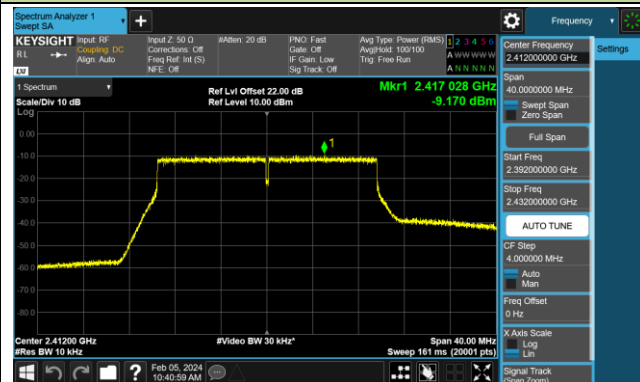 Spectrum Analyzer 1
Swept SA
Frequency
KEYSIGHT
RL
LXI
Input: RF
Coupling: DC
Align: Auto
Input Z: 50 Ω
Corrections: Off
Freq Ref: Int (S)
NFE: Off
#Atten: 20 dB
PNO: Fast
Gate: Off
IF Gain: Low
Sig Track: Off
Avg Type: Power (RMS)
Avg|Hold: 100/100
Trig: Free Run
1 2 3 4 5 6
A W W W W W
A N N N N N
1 Spectrum
Scale/Div 10 dB
Ref Lvl Offset 22.00 dB
Ref Level 10.00 dBm
Mkr1 2.417 028 GHz
-9.170 dBm
Log
1
0.00
-10.0
-20.0
-30.0
-40.0
-50.0
-60.0
-70.0
-80.0
Center 2.41200 GHz
#Res BW 10 kHz
#Video BW 30 kHz*
Span 40.00 MHz
Sweep 161 ms (20001 pts)
Feb 05, 2024
10:40:59 AM
Center Frequency
2.412000000 GHz
Settings
Span
40.0000000 MHz
Swept Span
Zero Span
Full Span
Start Freq
2.392000000 GHz
Stop Freq
2.432000000 GHz
AUTO TUNE
CF Step
4.000000 MHz
Auto
Man
Freq Offset
0 Hz
X Axis Scale
Log
Lin
Signal Track
(Span Zoom)